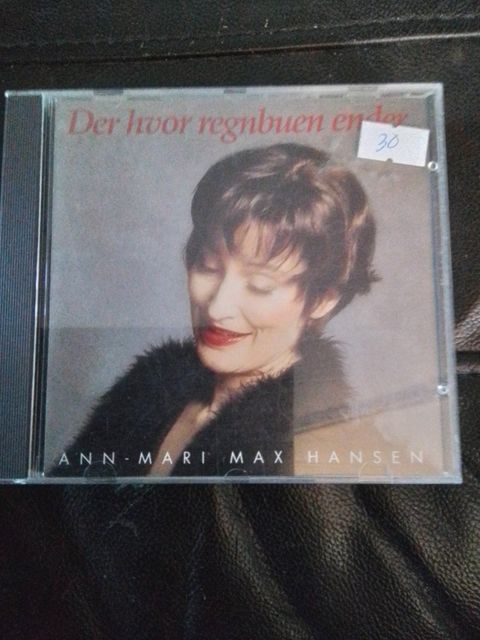 Der hvor regnbuen ender
30
ANN-MARI MAX HANSEN